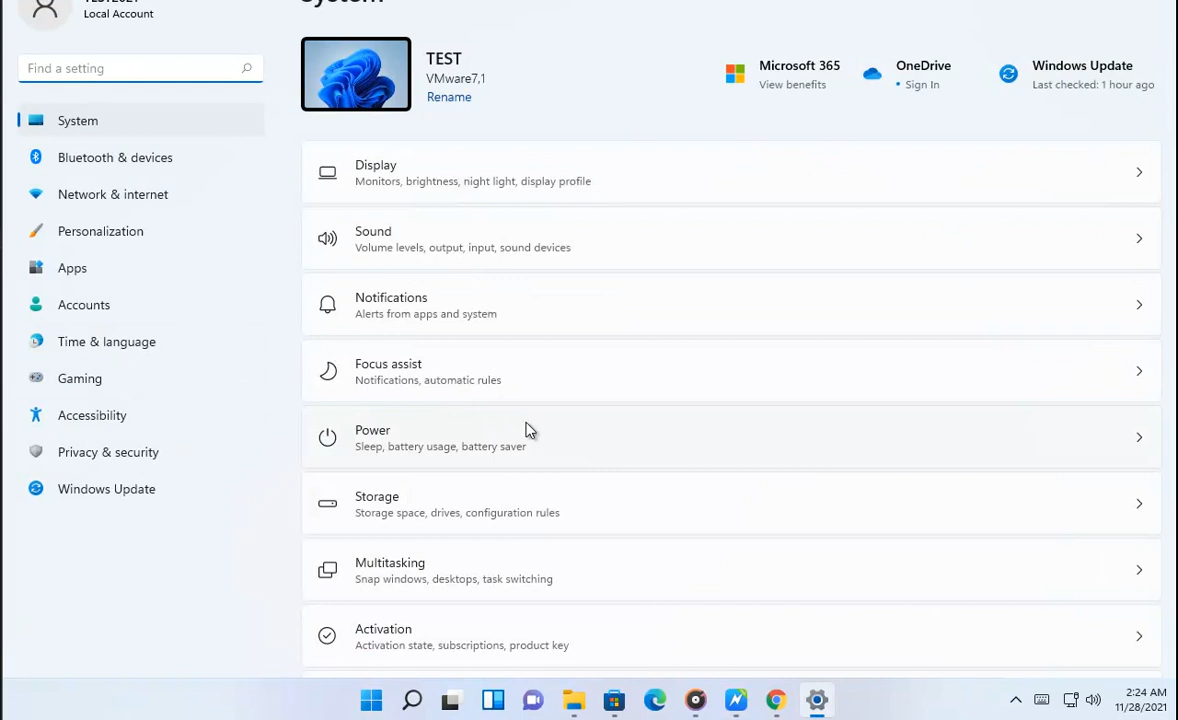 Local Account
System
Find a setting
TEST
VMware7,1
Rename
Microsoft 365
View benefits
OneDrive
• Sign In
Windows Update
Last checked: 1 hour ago
System
Bluetooth & devices
Network & internet
Personalization
Apps
Accounts
Time & language
Gaming
Accessibility
Privacy & security
Windows Update
Display
Monitors, brightness, night light, display profile
Sound
Volume levels, output, input, sound devices
Notifications
Alerts from apps and system
Focus assist
Notifications, automatic rules
Power
Sleep, battery usage, battery saver
Storage
Storage space, drives, configuration rules
Multitasking
Snap windows, desktops, task switching
Activation
Activation state, subscriptions, product key
2:24 AM
11/28/2021